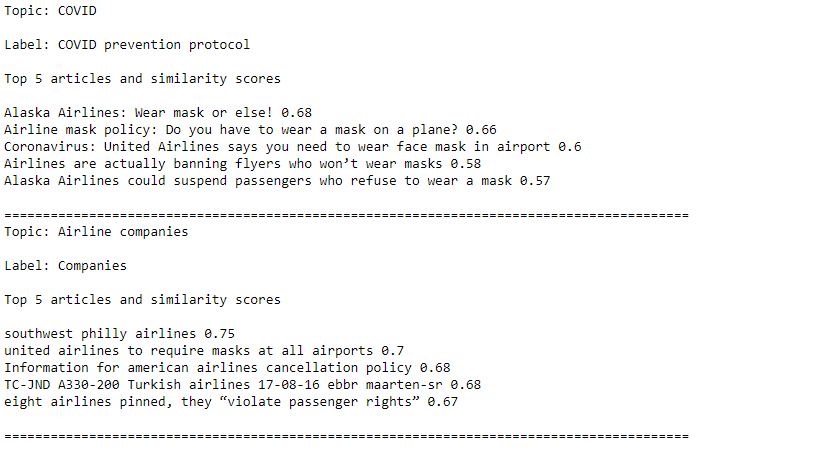 Topic: COVID
Label: COVID prevention protocol
Top 5 articles and similarity scores
Alaska Airlines: Wear mask or else! 0.68
Airline mask policy: Do you have to wear a mask on a plane? 0.66
Coronavirus: United Airlines says you need to wear face mask in airport 0.6
Airlines are actually banning flyers who won’t wear masks 0.58
Alaska Airlines could suspend passengers who refuse to wear a mask 0.57
==========================================================================================
Topic: Airline companies
Label: Companies
Top 5 articles and similarity scores
southwest philly airlines 0.75
united airlines to require masks at all airports 0.7
Information for american airlines cancellation policy 0.68
TC-JND A330-200 Turkish airlines 17-08-16 ebbr maarten-sr 0.68
eight airlines pinned, they “violate passenger rights” 0.67
==========================================================================================